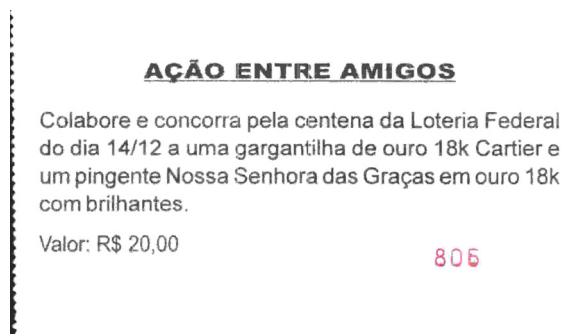 AÇÃO ENTRE AMIGOS
Colabore e concorra pela centena da Loteria Federal
do dia 14/12 a uma gargantilha de ouro 18k Cartier e
um pingente Nossa Senhora das Graças em ouro 18k
com brilhantes.
Valor: R$ 20,00
806